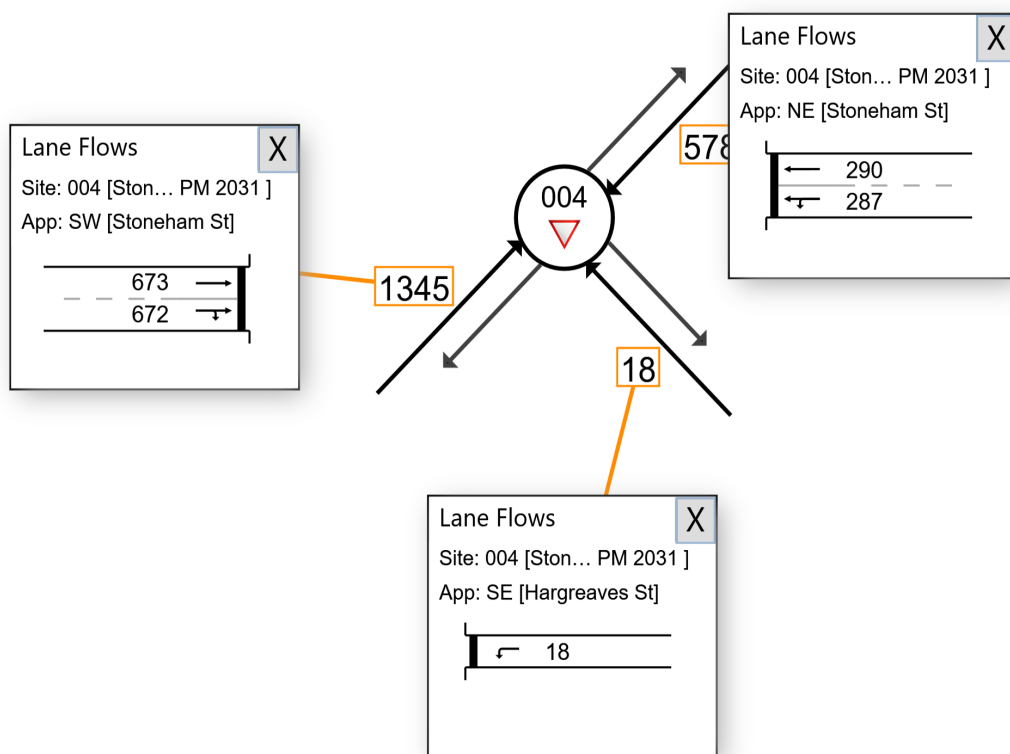 Lane Flows X
Site: 004 [Ston... PM 2031 ]
App: NE [Stoneham St]
290
287
578
004
Lane Flows X
Site: 004 [Ston... PM 2031 ]
App: SW [Stoneham St]
673
672
1345
18
Lane Flows X
Site: 004 [Ston... PM 2031 ]
App: SE [Hargreaves St]
18